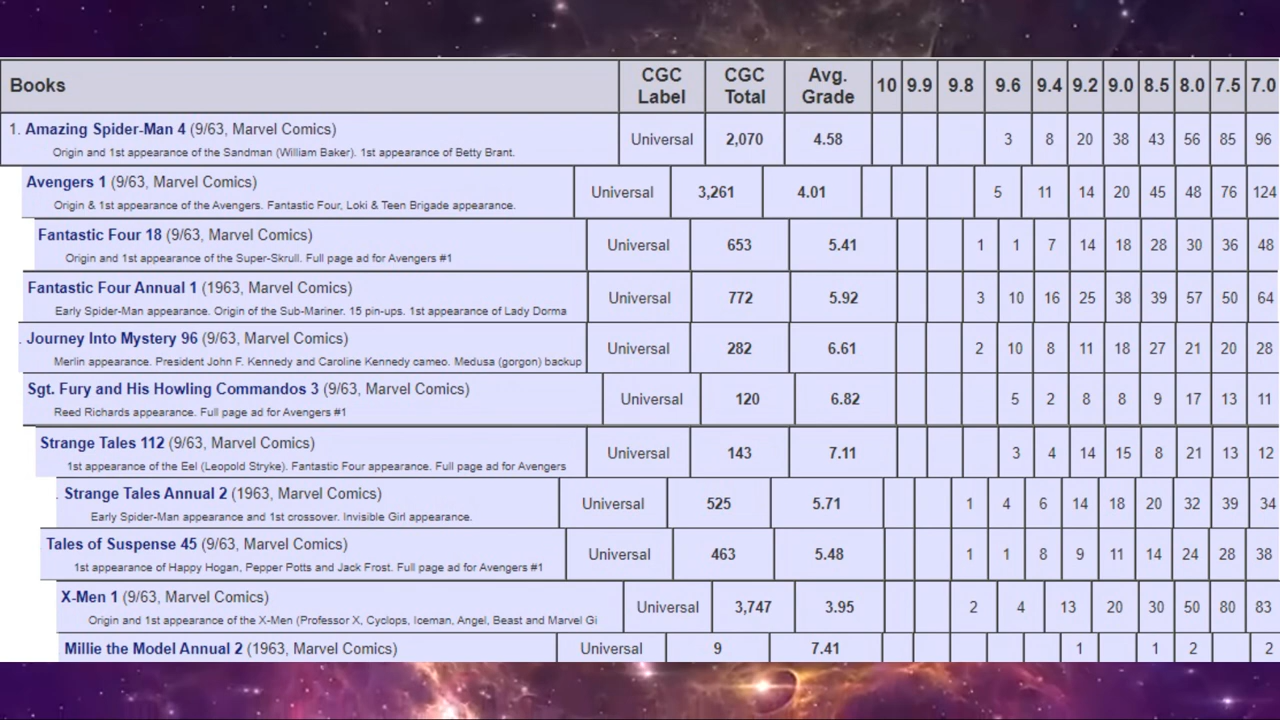 Books CGC Label CGC Total Avg. Grade 10 9.9 9.8 9.6 9.4 9.2 9.0 8.5 8.0 7.5 7.0
1. Amazing Spider-Man 4 (9/63, Marvel Comics) Universal 2,070 4.58 3 8 20 38 43 56 85 96
Origin and 1st appearance of the Sandman (William Baker). 1st appearance of Betty Brant.
Avengers 1 (9/63, Marvel Comics) Universal 3,261 4.01 5 11 14 20 45 48 76 124
Origin & 1st appearance of the Avengers. Fantastic Four, Loki & Teen Brigade appearance.
Fantastic Four 18 (9/63, Marvel Comics) Universal 653 5.41 1 1 7 14 18 28 30 36 48
Origin and 1st appearance of the Super-Skrull. Full page ad for Avengers #1
Fantastic Four Annual 1 (1963, Marvel Comics) Universal 772 5.92 3 10 16 25 38 39 57 50 64
Early Spider-Man appearance. Origin of the Sub-Mariner. 15 pin-ups. 1st appearance of Lady Dorma
. Journey Into Mystery 96 (9/63, Marvel Comics) Universal 282 6.61 2 10 8 11 18 27 21 20 28
Merlin appearance. President John F. Kennedy and Caroline Kennedy cameo. Medusa (gorgon) backup
Sgt. Fury and His Howling Commandos 3 (9/63, Marvel Comics) Universal 120 6.82 5 2 8 8 9 17 13 11
Reed Richards appearance. Full page ad for Avengers #1
Strange Tales 112 (9/63, Marvel Comics) Universal 143 7.11 3 4 14 15 8 21 13 12
1st appearance of the Eel (Leopold Stryke). Fantastic Four appearance. Full page ad for Avengers
. Strange Tales Annual 2 (1963, Marvel Comics) Universal 525 5.71 1 4 6 14 18 20 32 39 34
Early Spider-Man appearance and 1st crossover. Invisible Girl appearance.
Tales of Suspense 45 (9/63, Marvel Comics) Universal 463 5.48 1 1 8 9 11 14 24 28 38
1st appearance of Happy Hogan, Pepper Potts and Jack Frost. Full page ad for Avengers #1
X-Men 1 (9/63, Marvel Comics) Universal 3,747 3.95 2 4 13 20 30 50 80 83
Origin and 1st appearance of the X-Men (Professor X, Cyclops, Iceman, Angel, Beast and Marvel Gi
Millie the Model Annual 2 (1963, Marvel Comics) Universal 9 7.41 1 1 2 2